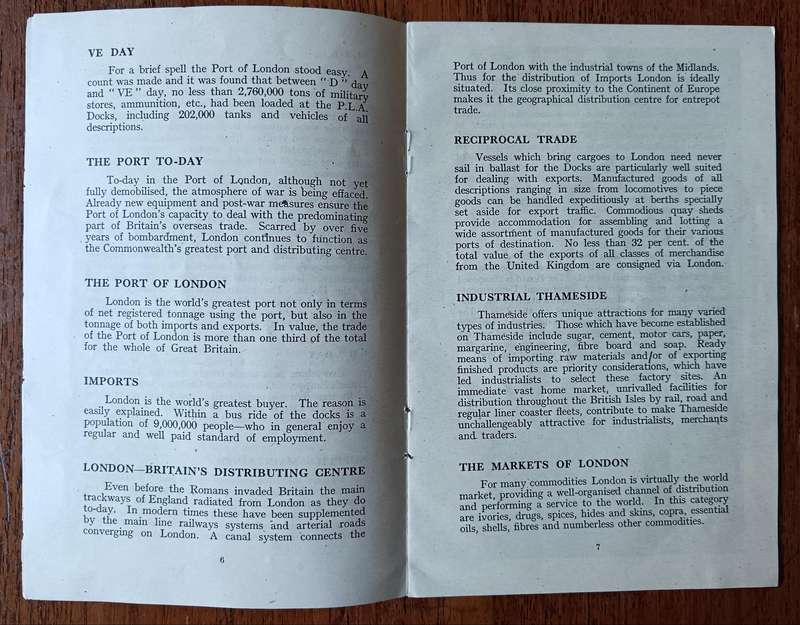 VE DAY
For a brief spell the Port of London stood easy. A
count was made and it was found that between "D" day
and "VE" day, no less than 2,760,000 tons of military
stores, ammunition, etc., had been loaded at the P.L.A.
Docks, including 202,000 tanks and vehicles of all
descriptions.
THE PORT TO-DAY
To-day in the Port of London, although not yet
fully demobilised, the atmosphere of war is being effaced.
Already new equipment and post-war measures ensure the
Port of London's capacity to deal with the predominating
part of Britain's overseas trade. Scarred by over five
years of bombardment, London continues to function as
the Commonwealth's greatest port and distributing centre.
THE PORT OF LONDON
London is the world's greatest port not only in terms
of net registered tonnage using the port, but also in the
tonnage of both imports and exports. In value, the trade
of the Port of London is more than one third of the total
for the whole of Great Britain.
IMPORTS
London is the world's greatest buyer. The reason is
easily explained. Within a bus ride of the docks is a
population of 9,000,000 people—who in general enjoy a
regular and well paid standard of employment.
LONDON—BRITAIN'S DISTRIBUTING CENTRE
Even before the Romans invaded Britain the main
trackways of England radiated from London as they do
to-day. In modern times these have been supplemented
by the main line railways systems and arterial roads
converging on London. A canal system connects the
6
Port of London with the industrial towns of the Midlands.
Thus for the distribution of Imports London is ideally
situated. Its close proximity to the Continent of Europe
makes it the geographical distribution centre for entrepot
trade.
RECIPROCAL TRADE
Vessels which bring cargoes to London need never
sail in ballast for the Docks are particularly well suited
for dealing with exports. Manufactured goods of all
descriptions ranging in size from locomotives to piece
goods can be handled expeditiously at berths specially
set aside for export traffic. Commodious quay sheds
provide accommodation for assembling and lotting a
wide assortment of manufactured goods for their various
ports of destination. No less than 32 per cent. of the
total value of the exports of all classes of merchandise
from the United Kingdom are consigned via London.
INDUSTRIAL THAMESIDE
Thameside offers unique attractions for many varied
types of industries. Those which have become established
on Thameside include sugar, cement, motor cars, paper,
margarine, engineering, fibre board and soap. Ready
means of importing raw materials and/or of exporting
finished products are priority considerations, which have
led industrialists to select these factory sites. An
immediate vast home market, unrivalled facilities for
distribution throughout the British Isles by rail, road and
regular liner coaster fleets, contribute to make Thameside
unchallengeably attractive for industrialists, merchants
and traders.
THE MARKETS OF LONDON
For many commodities London is virtually the world
market, providing a well-organised channel of distribution
and performing a service to the world. In this category
are ivories, drugs, spices, hides and skins, copra, essential
oils, shells, fibres and numberless other commodities.
7